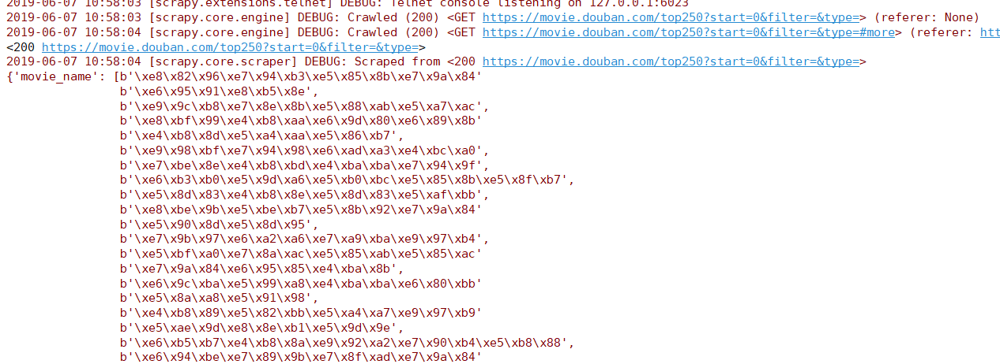 2019-06-07 10:58:03 [scrapy.extensions.telnet] DEBUG: Telnet console listening on 127.0.0.1:6023
2019-06-07 10:58:03 [scrapy.core.engine] DEBUG: Crawled (200) <GET https://movie.douban.com/top250?start=0&filter=&type=> (referer: None)
2019-06-07 10:58:04 [scrapy.core.engine] DEBUG: Crawled (200) <GET https://movie.douban.com/top250?start=0&filter=&type=#more> (referer: htt
<200 https://movie.douban.com/top250?start=0&filter=&type=>
2019-06-07 10:58:04 [scrapy.core.scraper] DEBUG: Scraped from <200 https://movie.douban.com/top250?start=0&filter=&type=>
{'movie_name': [b'\xe8\x82\x96\xe7\x94\xb3\xe5\x85\x8b\xe7\x9a\x84'
b'\xe6\x95\x91\xe8\xb5\x8e',
b'\xe9\x9c\xb8\xe7\x8e\x8b\xe5\x88\xab\xe5\xa7\xac',
b'\xe8\xbf\x99\xe4\xb8\xaa\xe6\x9d\x80\xe6\x89\x8b'
b'\xe4\xb8\x8d\xe5\xa4\xaa\xe5\x86\xb7',
b'\xe9\x98\xbf\xe7\x94\x98\xe6\xad\xa3\xe4\xbc\xa0',
b'\xe7\xbe\x8e\xe4\xb8\xbd\xe4\xba\xba\xe7\x94\x9f',
b'\xe6\xb3\xb0\xe5\x9d\xa6\xe5\xb0\xbc\xe5\x85\x8b\xe5\x8f\xb7',
b'\xe5\x8d\x83\xe4\xb8\x8e\xe5\x8d\x83\xe5\xaf\xbb',
b'\xe8\xbe\x9b\xe5\xbe\xb7\xe5\x8b\x92\xe7\x9a\x84'
b'\xe5\x90\x8d\xe5\x8d\x95',
b'\xe7\x9b\x97\xe6\xa2\xa6\xe7\xa9\xba\xe9\x97\xb4',
b'\xe5\xbf\xa0\xe7\x8a\xac\xe5\x85\xab\xe5\x85\xac'
b'\xe7\x9a\x84\xe6\x95\x85\xe4\xba\x8b',
b'\xe6\x9c\xba\xe5\x99\xa8\xe4\xba\xba\xe6\x80\xbb'
b'\xe5\x8a\xa8\xe5\x91\x98',
b'\xe4\xb8\x89\xe5\x82\xbb\xe5\xa4\xa7\xe9\x97\xb9'
b'\xe5\xae\x9d\xe8\x8e\xb1\xe5\x9d\x9e',
b'\xe6\xb5\xb7\xe4\xb8\x8a\xe9\x92\xa2\xe7\x90\xb4\xe5\xb8\x88',
b'\xe6\x94\xbe\xe7\x89\x9b\xe7\x8f\xad\xe7\x9a\x84'